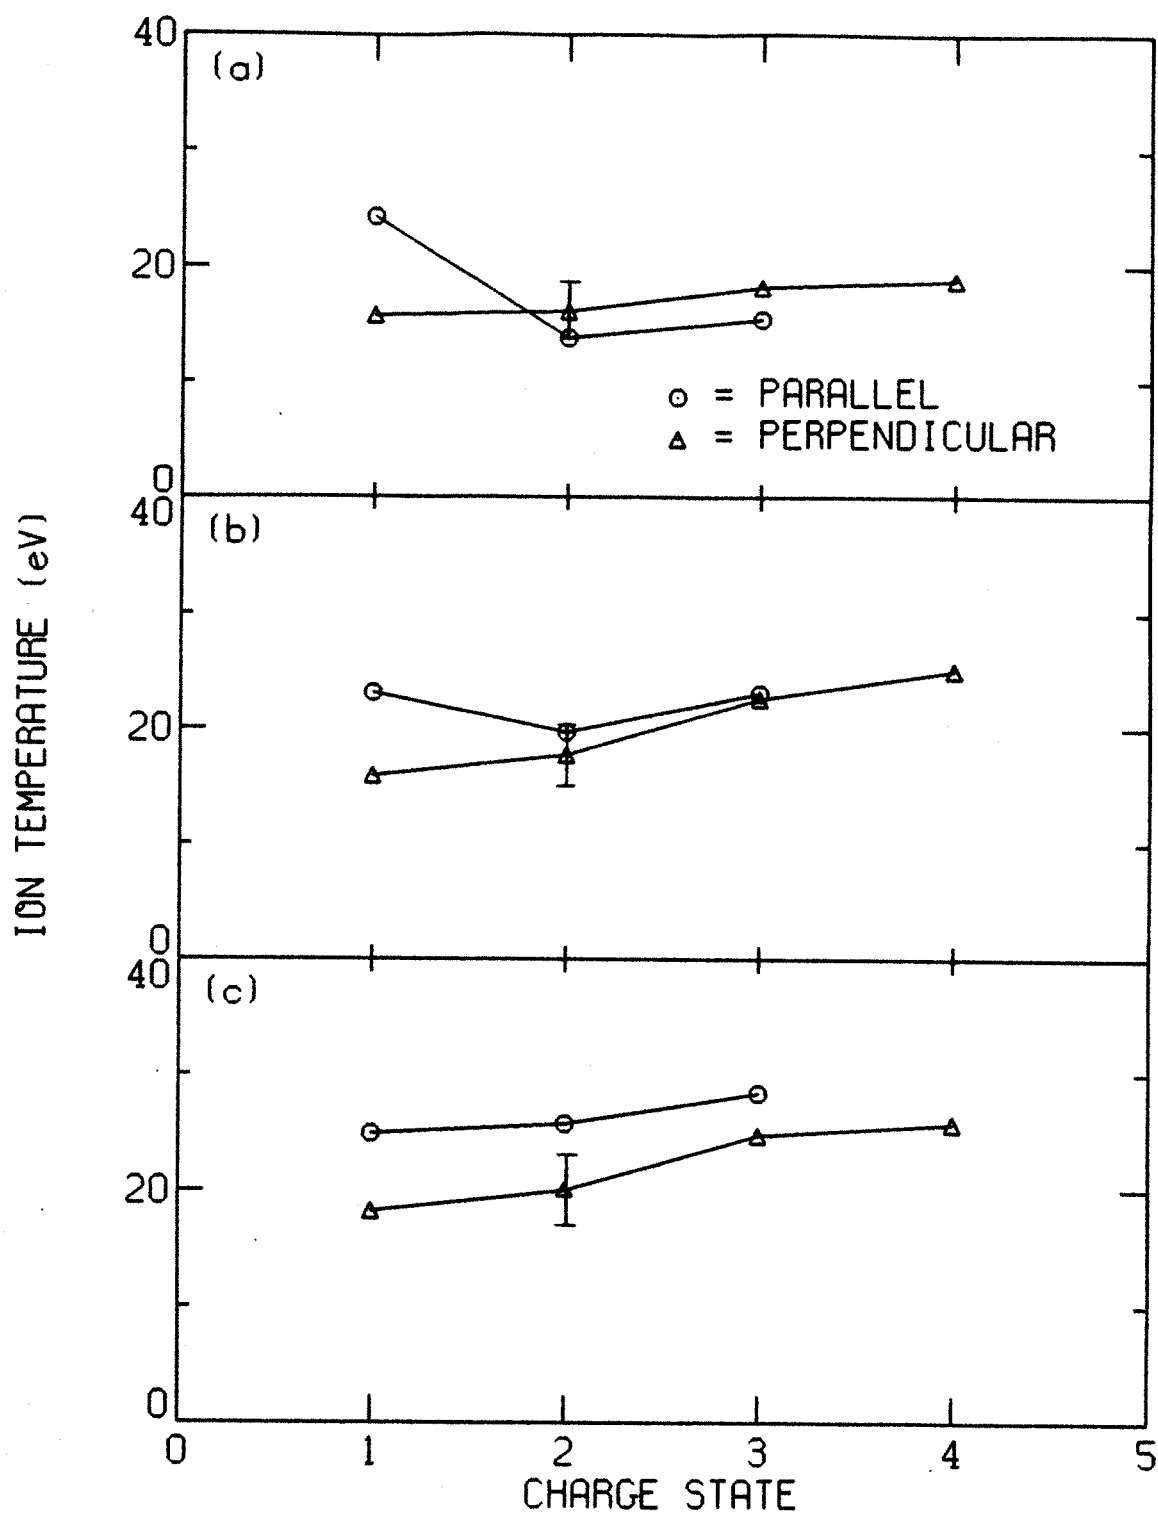 40
(a)
20
⊙ = PARALLEL
△ = PERPENDICULAR
0
40
(b)
20
0
40
(c)
20
0
0 1 2 3 4 5
CHARGE STATE
ION TEMPERATURE (eV)